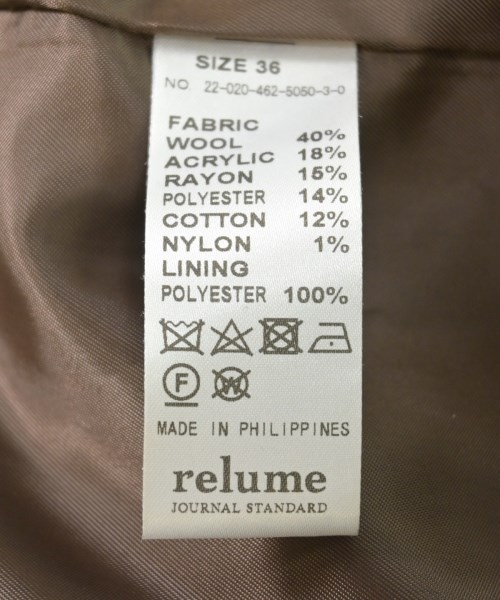 SIZE 36
NO. 22-020-462-5050-3-0
FABRIC
WOOL 40%
ACRYLIC 18%
RAYON 15%
POLYESTER 14%
COTTON 12%
NYLON 1%
LINING
POLYESTER 100%
F W
MADE IN PHILIPPINES
relume
JOURNAL STANDARD